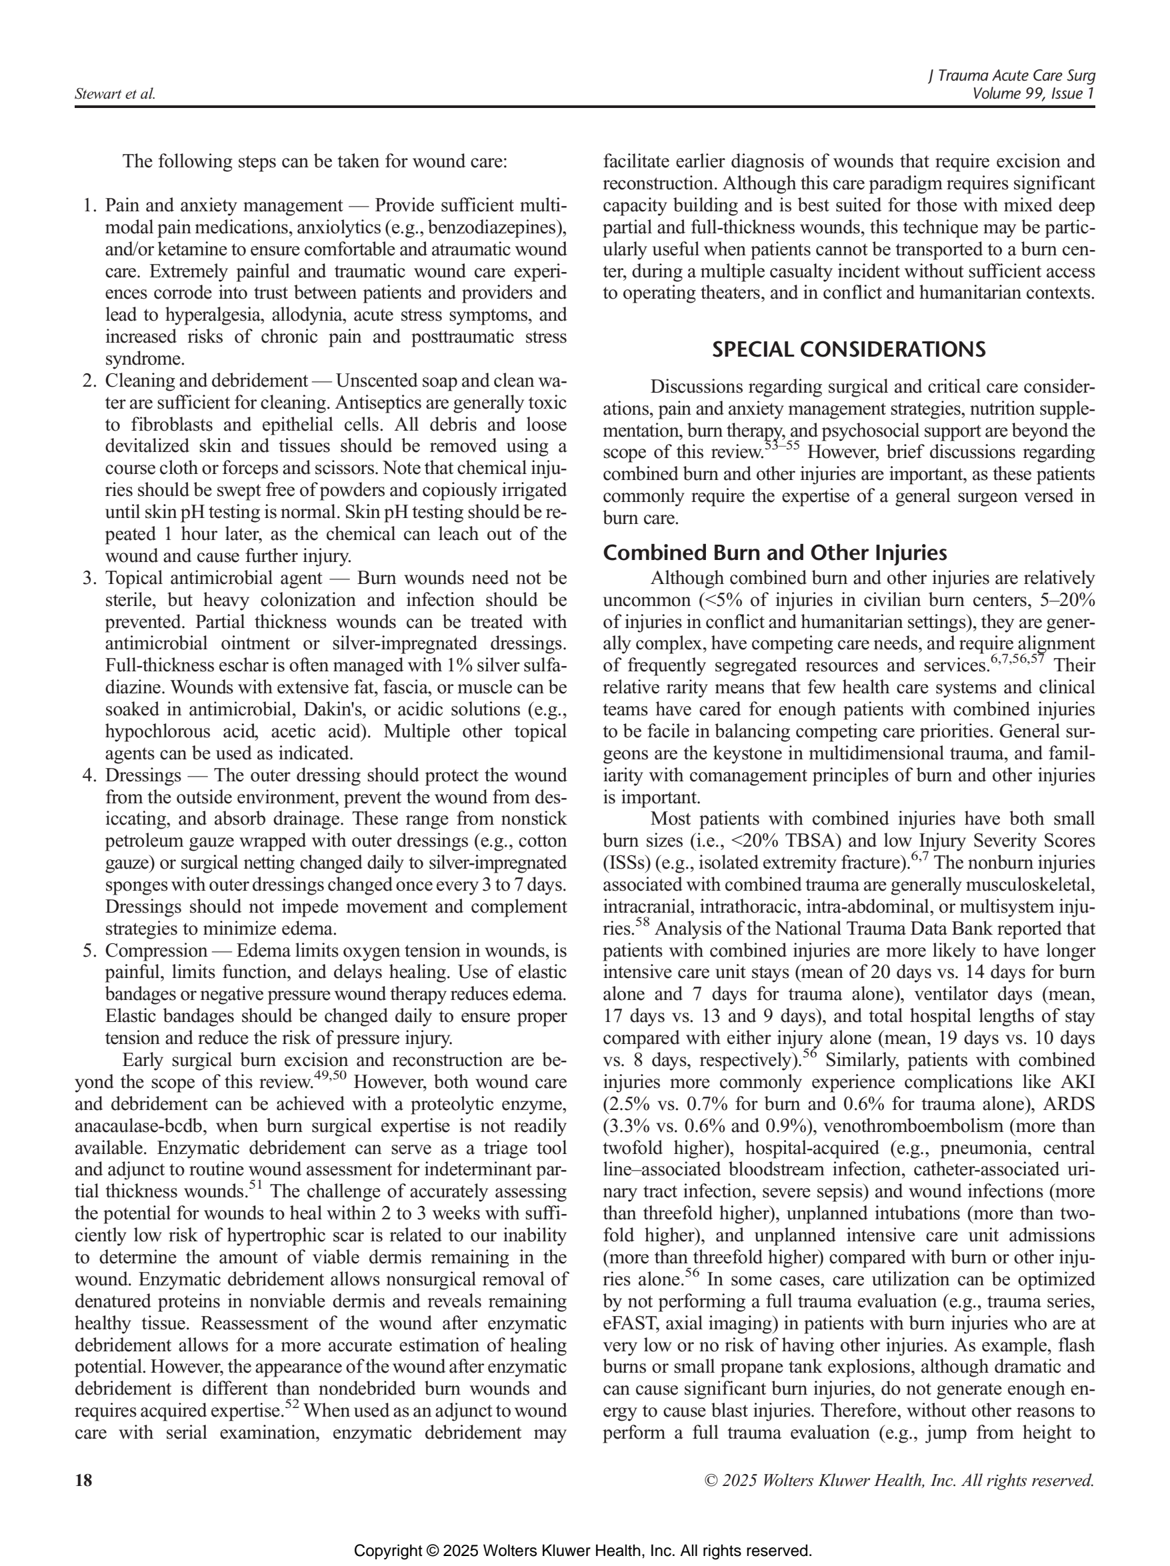 J Trauma Acute Care Surg
Stewart et al.
Volume 99, Issue 1
The following steps can be taken for wound care:
1. Pain and anxiety management — Provide sufficient multi-
modal pain medications, anxiolytics (e.g., benzodiazepines),
and/or ketamine to ensure comfortable and atraumatic wound
care. Extremely painful and traumatic wound care experi-
ences corrode into trust between patients and providers and
lead to hyperalgesia, allodynia, acute stress symptoms, and
increased risks of chronic pain and posttraumatic stress
syndrome.
2. Cleaning and debridement — Unscented soap and clean wa-
ter are sufficient for cleaning. Antiseptics are generally toxic
to fibroblasts and epithelial cells. All debris and loose
devitalized skin and tissues should be removed using a
course cloth or forceps and scissors. Note that chemical inju-
ries should be swept free of powders and copiously irrigated
until skin pH testing is normal. Skin pH testing should be re-
peated 1 hour later, as the chemical can leach out of the
wound and cause further injury.
3. Topical antimicrobial agent — Burn wounds need not be
sterile, but heavy colonization and infection should be
prevented. Partial thickness wounds can be treated with
antimicrobial ointment or silver-impregnated dressings.
Full-thickness eschar is often managed with 1% silver sulfa-
diazine. Wounds with extensive fat, fascia, or muscle can be
soaked in antimicrobial, Dakin's, or acidic solutions (e.g.,
hypochlorous acid, acetic acid). Multiple other topical
agents can be used as indicated.
4. Dressings — The outer dressing should protect the wound
from the outside environment, prevent the wound from des-
iccating, and absorb drainage. These range from nonstick
petroleum gauze wrapped with outer dressings (e.g., cotton
gauze) or surgical netting changed daily to silver-impregnated
sponges with outer dressings changed once every 3 to 7 days.
Dressings should not impede movement and complement
strategies to minimize edema.
5. Compression — Edema limits oxygen tension in wounds, is
painful, limits function, and delays healing. Use of elastic
bandages or negative pressure wound therapy reduces edema.
Elastic bandages should be changed daily to ensure proper
tension and reduce the risk of pressure injury.
Early surgical burn excision and reconstruction are be-
yond the scope of this review.49,50 However, both wound care
and debridement can be achieved with a proteolytic enzyme,
anacaulase-bcdb, when burn surgical expertise is not readily
available. Enzymatic debridement can serve as a triage tool
and adjunct to routine wound assessment for indeterminant par-
tial thickness wounds.51 The challenge of accurately assessing
the potential for wounds to heal within 2 to 3 weeks with suffi-
ciently low risk of hypertrophic scar is related to our inability
to determine the amount of viable dermis remaining in the
wound. Enzymatic debridement allows nonsurgical removal of
denatured proteins in nonviable dermis and reveals remaining
healthy tissue. Reassessment of the wound after enzymatic
debridement allows for a more accurate estimation of healing
potential. However, the appearance of the wound after enzymatic
debridement is different than nondebrided burn wounds and
requires acquired expertise.52 When used as an adjunct to wound
care with serial examination, enzymatic debridement may
facilitate earlier diagnosis of wounds that require excision and
reconstruction. Although this care paradigm requires significant
capacity building and is best suited for those with mixed deep
partial and full-thickness wounds, this technique may be partic-
ularly useful when patients cannot be transported to a burn cen-
ter, during a multiple casualty incident without sufficient access
to operating theaters, and in conflict and humanitarian contexts.
SPECIAL CONSIDERATIONS
Discussions regarding surgical and critical care consider-
ations, pain and anxiety management strategies, nutrition supple-
mentation, burn therapy, and psychosocial support are beyond the
scope of this review.53–55 However, brief discussions regarding
combined burn and other injuries are important, as these patients
commonly require the expertise of a general surgeon versed in
burn care.
Combined Burn and Other Injuries
Although combined burn and other injuries are relatively
uncommon (<5% of injuries in civilian burn centers, 5–20%
of injuries in conflict and humanitarian settings), they are gener-
ally complex, have competing care needs, and require alignment
of frequently segregated resources and services.6,7,56,57 Their
relative rarity means that few health care systems and clinical
teams have cared for enough patients with combined injuries
to be facile in balancing competing care priorities. General sur-
geons are the keystone in multidimensional trauma, and famil-
iarity with comanagement principles of burn and other injuries
is important.
Most patients with combined injuries have both small
burn sizes (i.e., <20% TBSA) and low Injury Severity Scores
(ISSs) (e.g., isolated extremity fracture).6,7 The nonburn injuries
associated with combined trauma are generally musculoskeletal,
intracranial, intrathoracic, intra-abdominal, or multisystem inju-
ries.58 Analysis of the National Trauma Data Bank reported that
patients with combined injuries are more likely to have longer
intensive care unit stays (mean of 20 days vs. 14 days for burn
alone and 7 days for trauma alone), ventilator days (mean,
17 days vs. 13 and 9 days), and total hospital lengths of stay
compared with either injury alone (mean, 19 days vs. 10 days
vs. 8 days, respectively).56 Similarly, patients with combined
injuries more commonly experience complications like AKI
(2.5% vs. 0.7% for burn and 0.6% for trauma alone), ARDS
(3.3% vs. 0.6% and 0.9%), venothromboembolism (more than
twofold higher), hospital-acquired (e.g., pneumonia, central
line–associated bloodstream infection, catheter-associated uri-
nary tract infection, severe sepsis) and wound infections (more
than threefold higher), unplanned intubations (more than two-
fold higher), and unplanned intensive care unit admissions
(more than threefold higher) compared with burn or other inju-
ries alone.56 In some cases, care utilization can be optimized
by not performing a full trauma evaluation (e.g., trauma series,
eFAST, axial imaging) in patients with burn injuries who are at
very low or no risk of having other injuries. As example, flash
burns or small propane tank explosions, although dramatic and
can cause significant burn injuries, do not generate enough en-
ergy to cause blast injuries. Therefore, without other reasons to
perform a full trauma evaluation (e.g., jump from height to
18
© 2025 Wolters Kluwer Health, Inc. All rights reserved.
Copyright © 2025 Wolters Kluwer Health, Inc. All rights reserved.